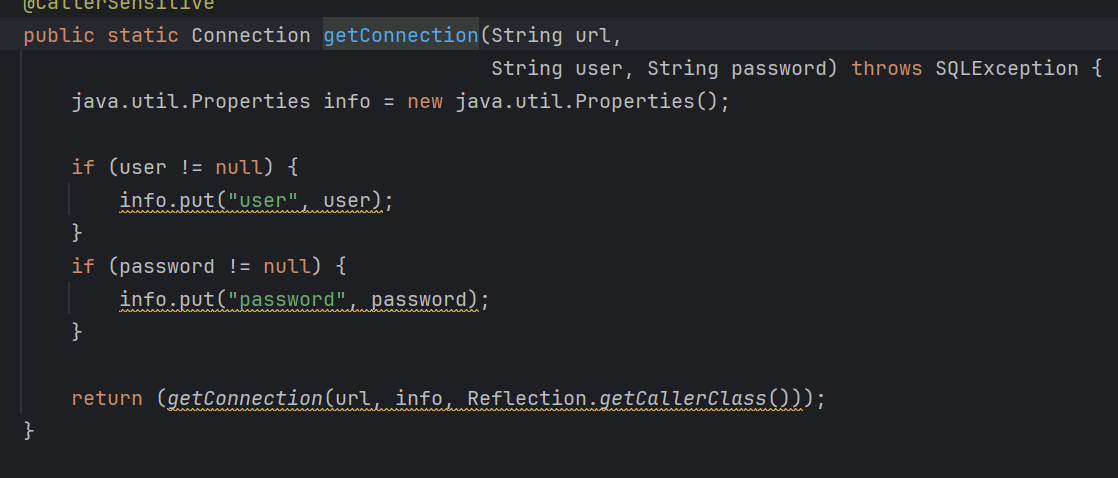 @CallerSensitive
public static Connection getConnection(String url,
String user, String password) throws SQLException {
java.util.Properties info = new java.util.Properties();
if (user != null) {
info.put("user", user);
}
if (password != null) {
info.put("password", password);
}
return (getConnection(url, info, Reflection.getCallerClass()));
}